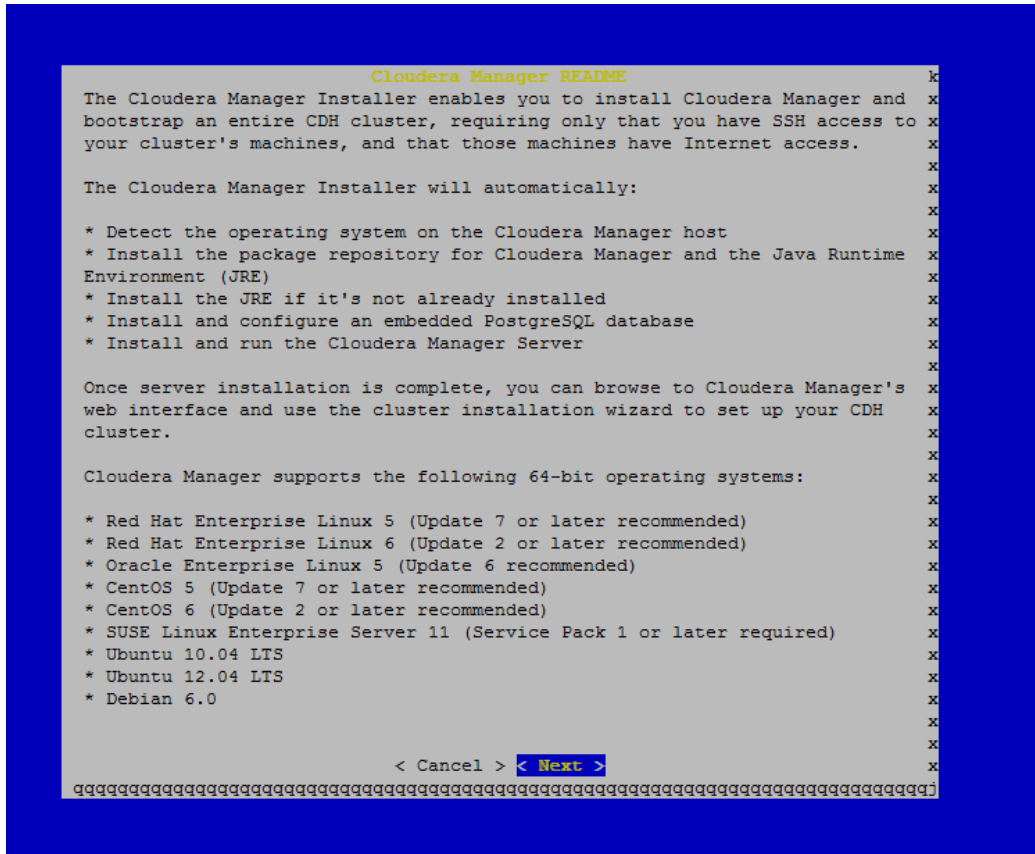 Cloudera Manager README k
The Cloudera Manager Installer enables you to install Cloudera Manager and x
bootstrap an entire CDH cluster, requiring only that you have SSH access to x
your cluster's machines, and that those machines have Internet access. x
x
The Cloudera Manager Installer will automatically: x
x
* Detect the operating system on the Cloudera Manager host x
* Install the package repository for Cloudera Manager and the Java Runtime x
Environment (JRE) x
* Install the JRE if it's not already installed x
* Install and configure an embedded PostgreSQL database x
* Install and run the Cloudera Manager Server x
x
Once server installation is complete, you can browse to Cloudera Manager's x
web interface and use the cluster installation wizard to set up your CDH x
cluster. x
x
Cloudera Manager supports the following 64-bit operating systems: x
x
* Red Hat Enterprise Linux 5 (Update 7 or later recommended) x
* Red Hat Enterprise Linux 6 (Update 2 or later recommended) x
* Oracle Enterprise Linux 5 (Update 6 recommended) x
* CentOS 5 (Update 7 or later recommended) x
* CentOS 6 (Update 2 or later recommended) x
* SUSE Linux Enterprise Server 11 (Service Pack 1 or later required) x
* Ubuntu 10.04 LTS x
* Ubuntu 12.04 LTS x
* Debian 6.0 x
x
x
< Cancel > < Next > x
qqqqqqqqqqqqqqqqqqqqqqqqqqqqqqqqqqqqqqqqqqqqqqqqqqqqqqqqqqqqqqqqqqqqqqqqqqqqqj